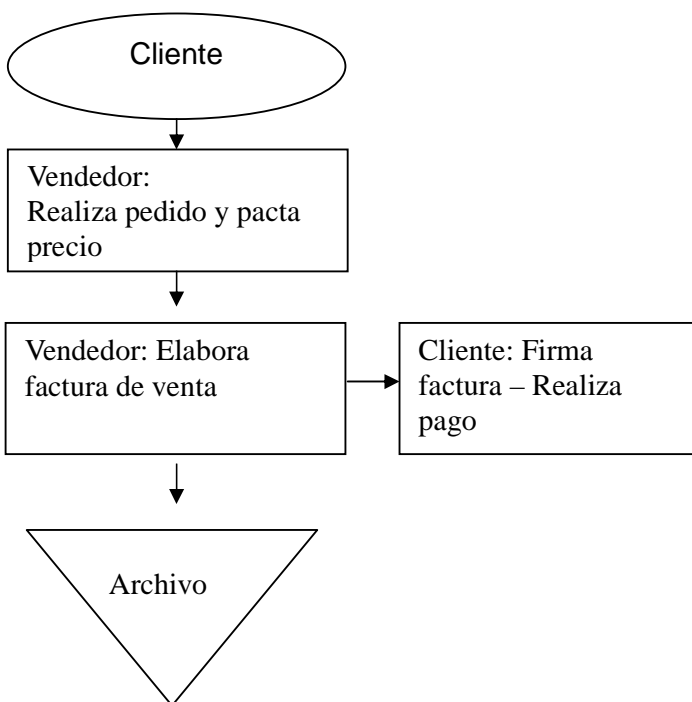 Cliente
Vendedor:
Realiza pedido y pacta
precio
Vendedor: Elabora
factura de venta
Cliente: Firma
factura – Realiza
pago
Archivo